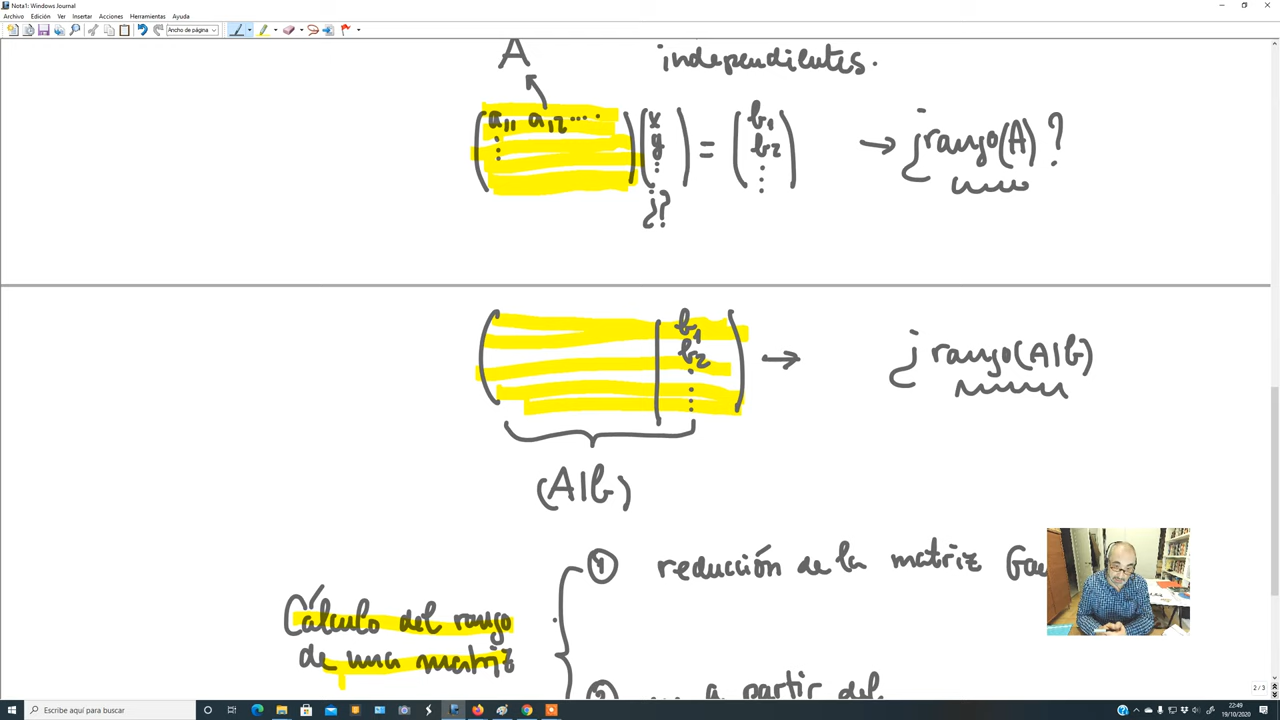 Nota1: Windows Journal
Archivo Edición Ver Insertar Acciones Herramientas Ayuda
Ancho de página
A
independientes.
( a11 a12 ... ⋮ ) ( x y ⋮ ¿? ) = ( b1 b2 ⋮ ) → ¿rango(A)?
( | b1 b2 ⋮ ) → ¿rango(A|b)
(A|b)
① reducción de la matriz
Cálculo del rango
de una matriz
a partir del
2 / 3
Escribe aquí para buscar
22:49
19/10/2020